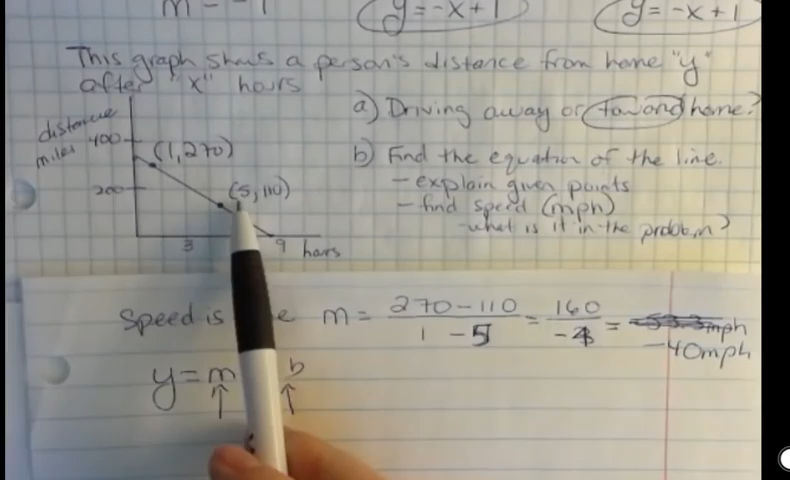 m = -1
y=-x+1
y=-x+1
This graph shows a person's distance from home "y"
after "x" hours
a) Driving away or toward home?
distance
miles
400
(1,270)
200
(5,110)
3
9 hours
b) Find the equation of the line.
- explain given points
- find speed (mph)
- what is it in the problem?
Speed is e m = 270-110 / 1-5 = 160 / -4 = mph
-40mph
y = m b